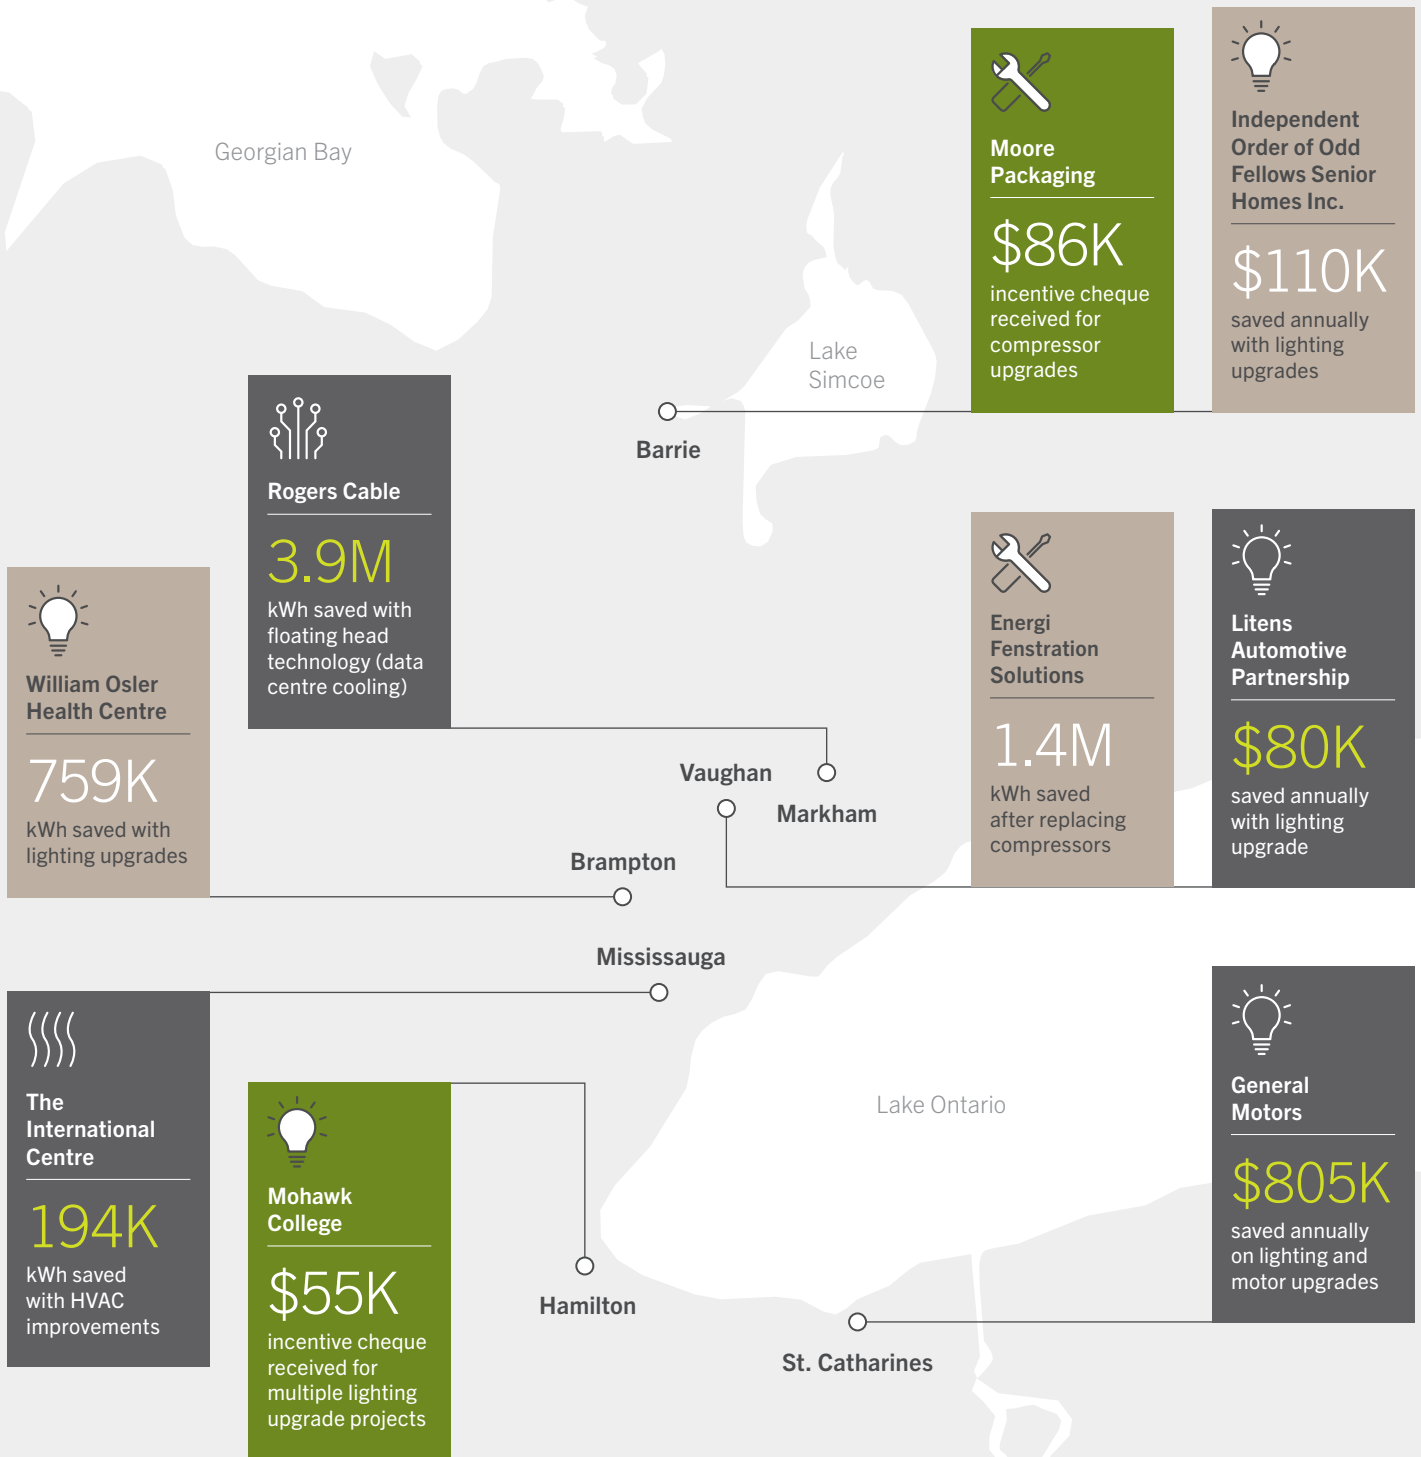 Georgian Bay
Lake
Simcoe
Moore
Packaging
$86K
incentive cheque
received for
compressor
upgrades
Independent
Order of Odd
Fellows Senior
Homes Inc.
$110K
saved annually
with lighting
upgrades
Barrie
Rogers Cable
3.9M
kWh saved with
floating head
technology (data
centre cooling)
William Osler
Health Centre
759K
kWh saved with
lighting upgrades
Vaughan
Markham
Brampton
Mississauga
Energi
Fenstration
Solutions
1.4M
kWh saved
after replacing
compressors
Litens
Automotive
Partnership
$80K
saved annually
with lighting
upgrade
The
International
Centre
194K
kWh saved
with HVAC
improvements
Mohawk
College
$55K
incentive cheque
received for
multiple lighting
upgrade projects
Hamilton
Lake Ontario
St. Catharines
General
Motors
$805K
saved annually
on lighting and
motor upgrades